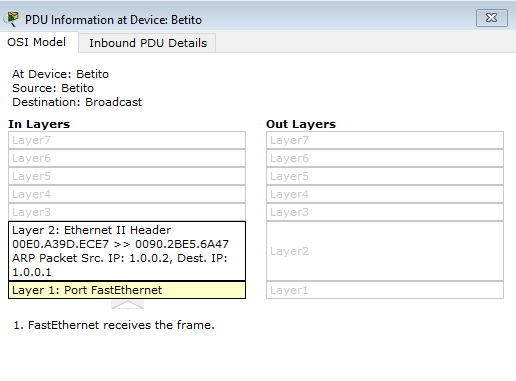 PDU Information at Device: Betito
OSI Model
Inbound PDU Details
At Device: Betito
Source: Betito
Destination: Broadcast
In Layers
Out Layers
Layer7
Layer7
Layer6
Layer6
Layer5
Layer5
Layer4
Layer4
Layer3
Layer3
Layer 2: Ethernet II Header
00E0.A39D.ECE7 >> 0090.2BE5.6A47
ARP Packet Src. IP: 1.0.0.2, Dest. IP:
1.0.0.1
Layer2
Layer 1: Port FastEthernet
Layer1
1. FastEthernet receives the frame.